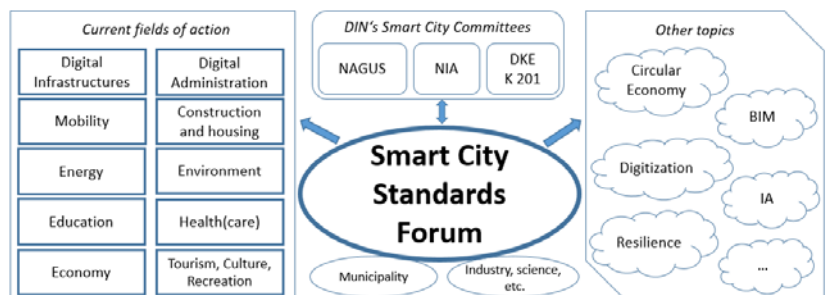 Current fields of action
Digital
Infrastructures
Digital
Administration
Mobility
Construction
and housing
Energy
Environment
Education
Health(care)
Economy
Tourism, Culture,
Recreation
DIN's Smart City Committees
NAGUS
NIA
DKE
K 201
Smart City
Standards
Forum
Municipality
Industry, science,
etc.
Other topics
Circular
Economy
BIM
Digitization
IA
Resilience
...